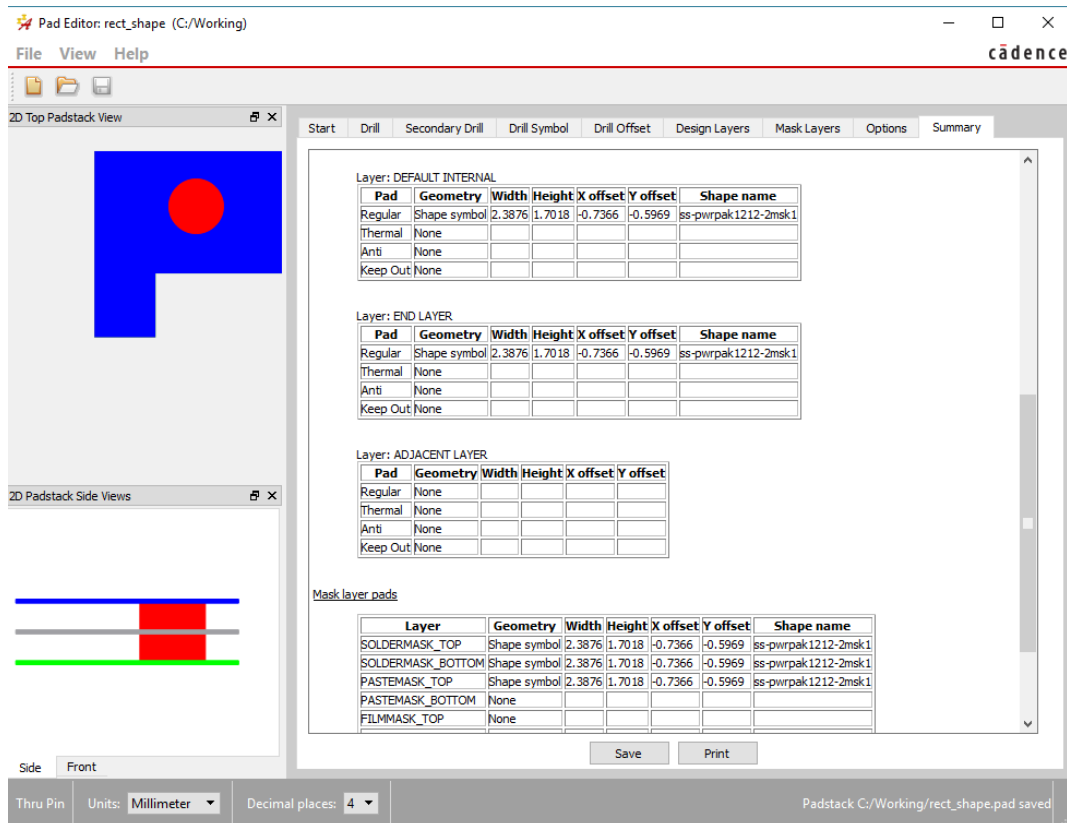 Pad Editor: rect_shape (C:/Working)
File View Help
cādence
2D Top Padstack View
Start Drill Secondary Drill Drill Symbol Drill Offset Design Layers Mask Layers Options Summary
Layer: DEFAULT INTERNAL
Pad Geometry Width Height X offset Y offset Shape name
Regular Shape symbol 2.3876 1.7018 -0.7366 -0.5969 ss-pwrpak1212-2msk1
Thermal None
Anti None
Keep Out None
Layer: END LAYER
Pad Geometry Width Height X offset Y offset Shape name
Regular Shape symbol 2.3876 1.7018 -0.7366 -0.5969 ss-pwrpak1212-2msk1
Thermal None
Anti None
Keep Out None
Layer: ADJACENT LAYER
Pad Geometry Width Height X offset Y offset
Regular None
Thermal None
Anti None
Keep Out None
2D Padstack Side Views
Mask layer pads
Layer Geometry Width Height X offset Y offset Shape name
SOLDERMASK_TOP Shape symbol 2.3876 1.7018 -0.7366 -0.5969 ss-pwrpak1212-2msk1
SOLDERMASK_BOTTOM Shape symbol 2.3876 1.7018 -0.7366 -0.5969 ss-pwrpak1212-2msk1
PASTEMASK_TOP Shape symbol 2.3876 1.7018 -0.7366 -0.5969 ss-pwrpak1212-2msk1
PASTEMASK_BOTTOM None
FILMMASK_TOP None
Save Print
Side Front
Thru Pin Units: Millimeter Decimal places: 4 Padstack C:/Working/rect_shape.pad saved